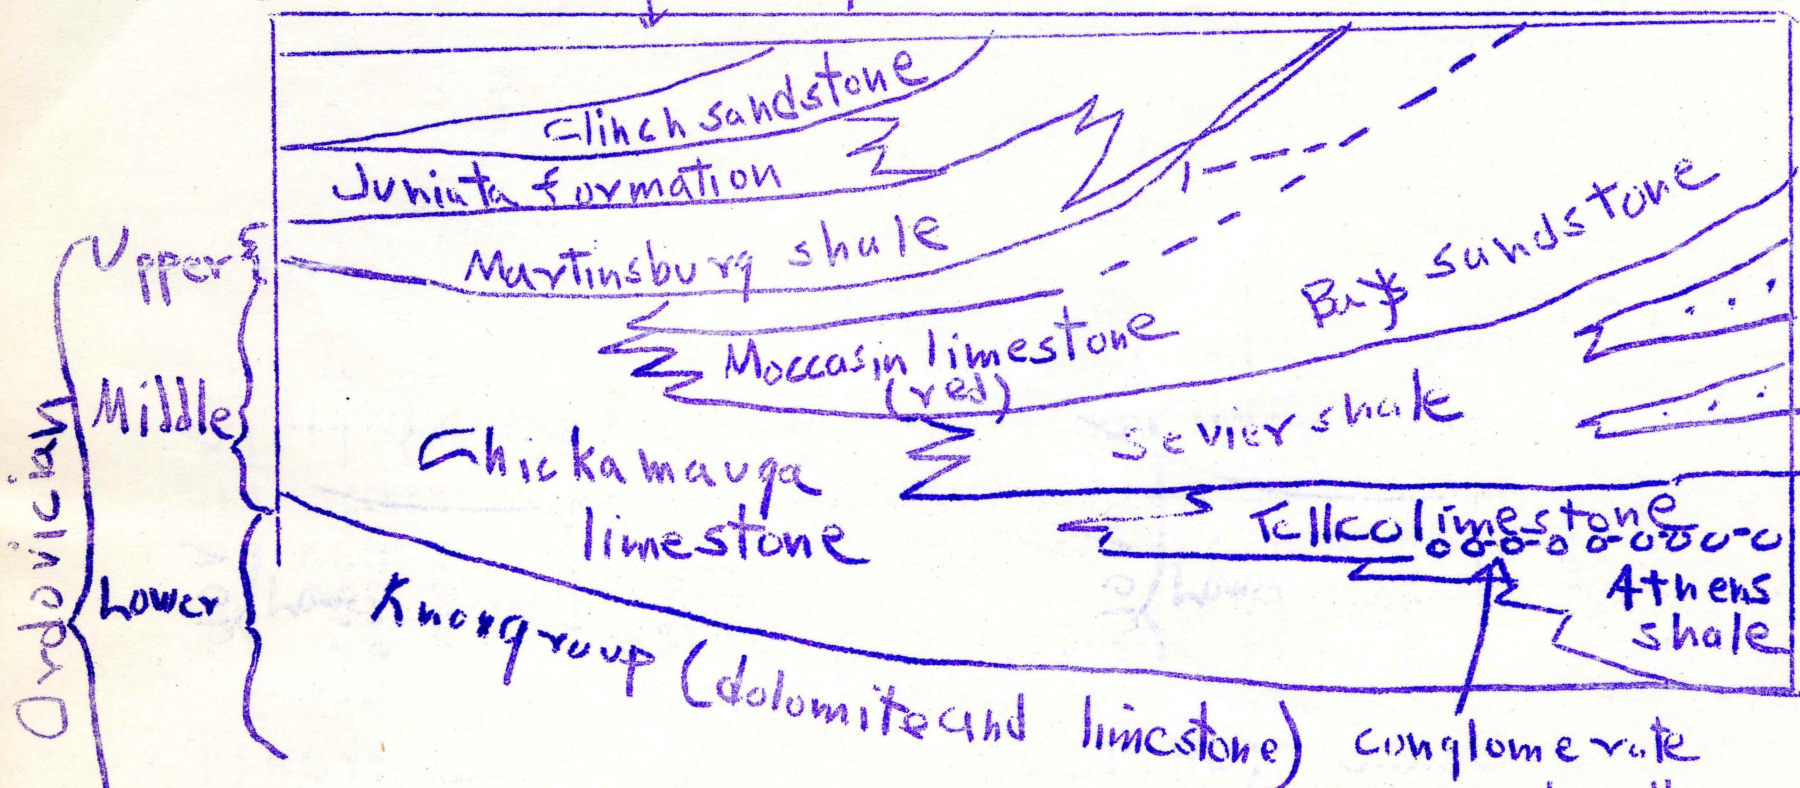 Clinch sandstone
Juniata formation
Upper
Martinsburg shale
Bays sandstone
Ordovician
Middle
Moccasin limestone
(red)
Sevier shale
Chickamauga
limestone
Tellico limestone
Lower
Athens
shale
Knox group (dolomite and limestone)
conglomerate